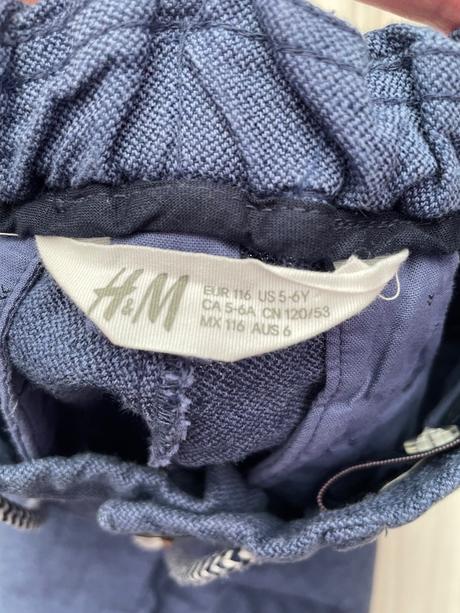 H&M
EUR 116 US 5-6Y
CA 5-6A CN 120/53
MX 116 AUS 6